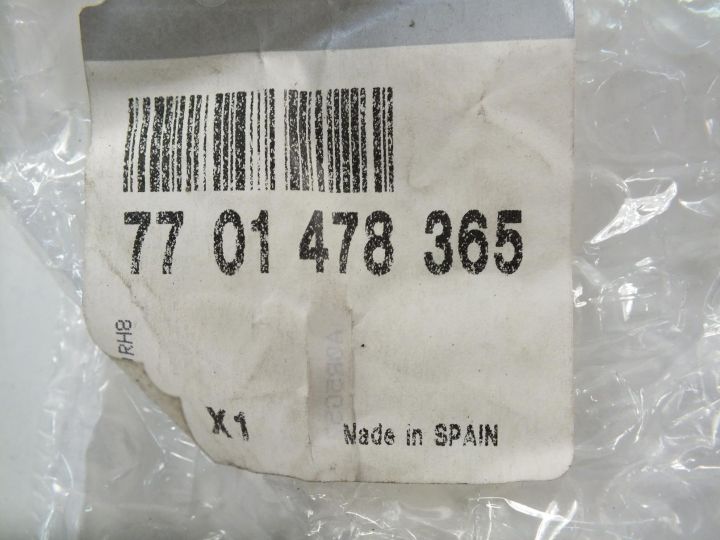 77 01 478 365
RH8
X1
Made in SPAIN